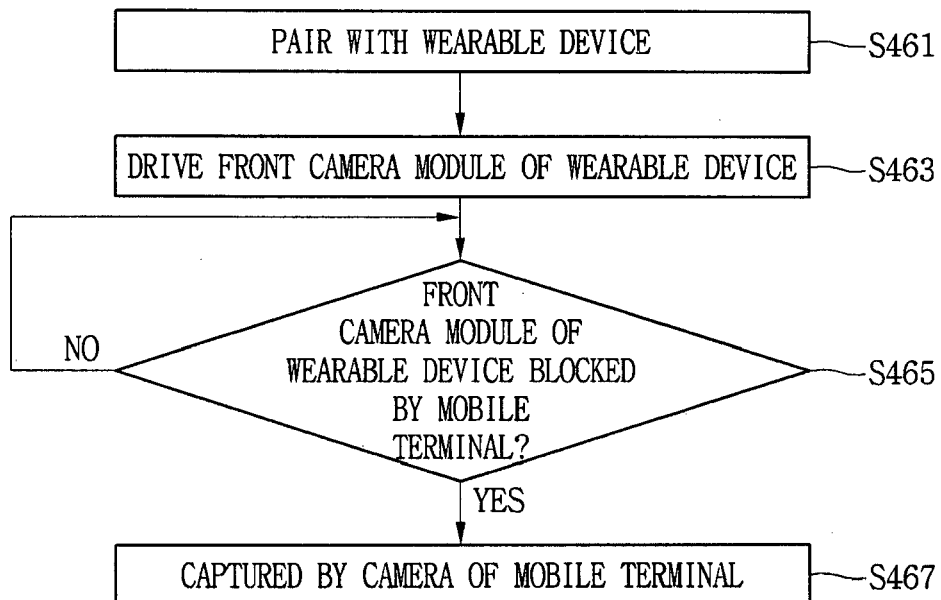 PAIR WITH WEARABLE DEVICE
S461
DRIVE FRONT CAMERA MODULE OF WEARABLE DEVICE
S463
FRONT
CAMERA MODULE OF
WEARABLE DEVICE BLOCKED
BY MOBILE
TERMINAL?
NO
S465
YES
CAPTURED BY CAMERA OF MOBILE TERMINAL
S467